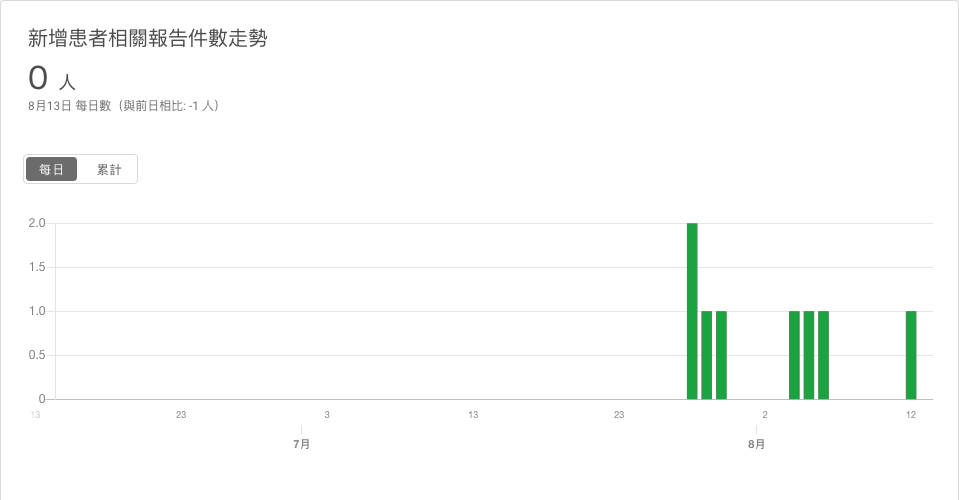 新增患者相關報告件數走勢
0 人
8月13日 每日數（與前日相比: -1 人）
每日 累計
2.0
1.5
1.0
0.5
0
13 23 3 13 23 2 12
7月 8月